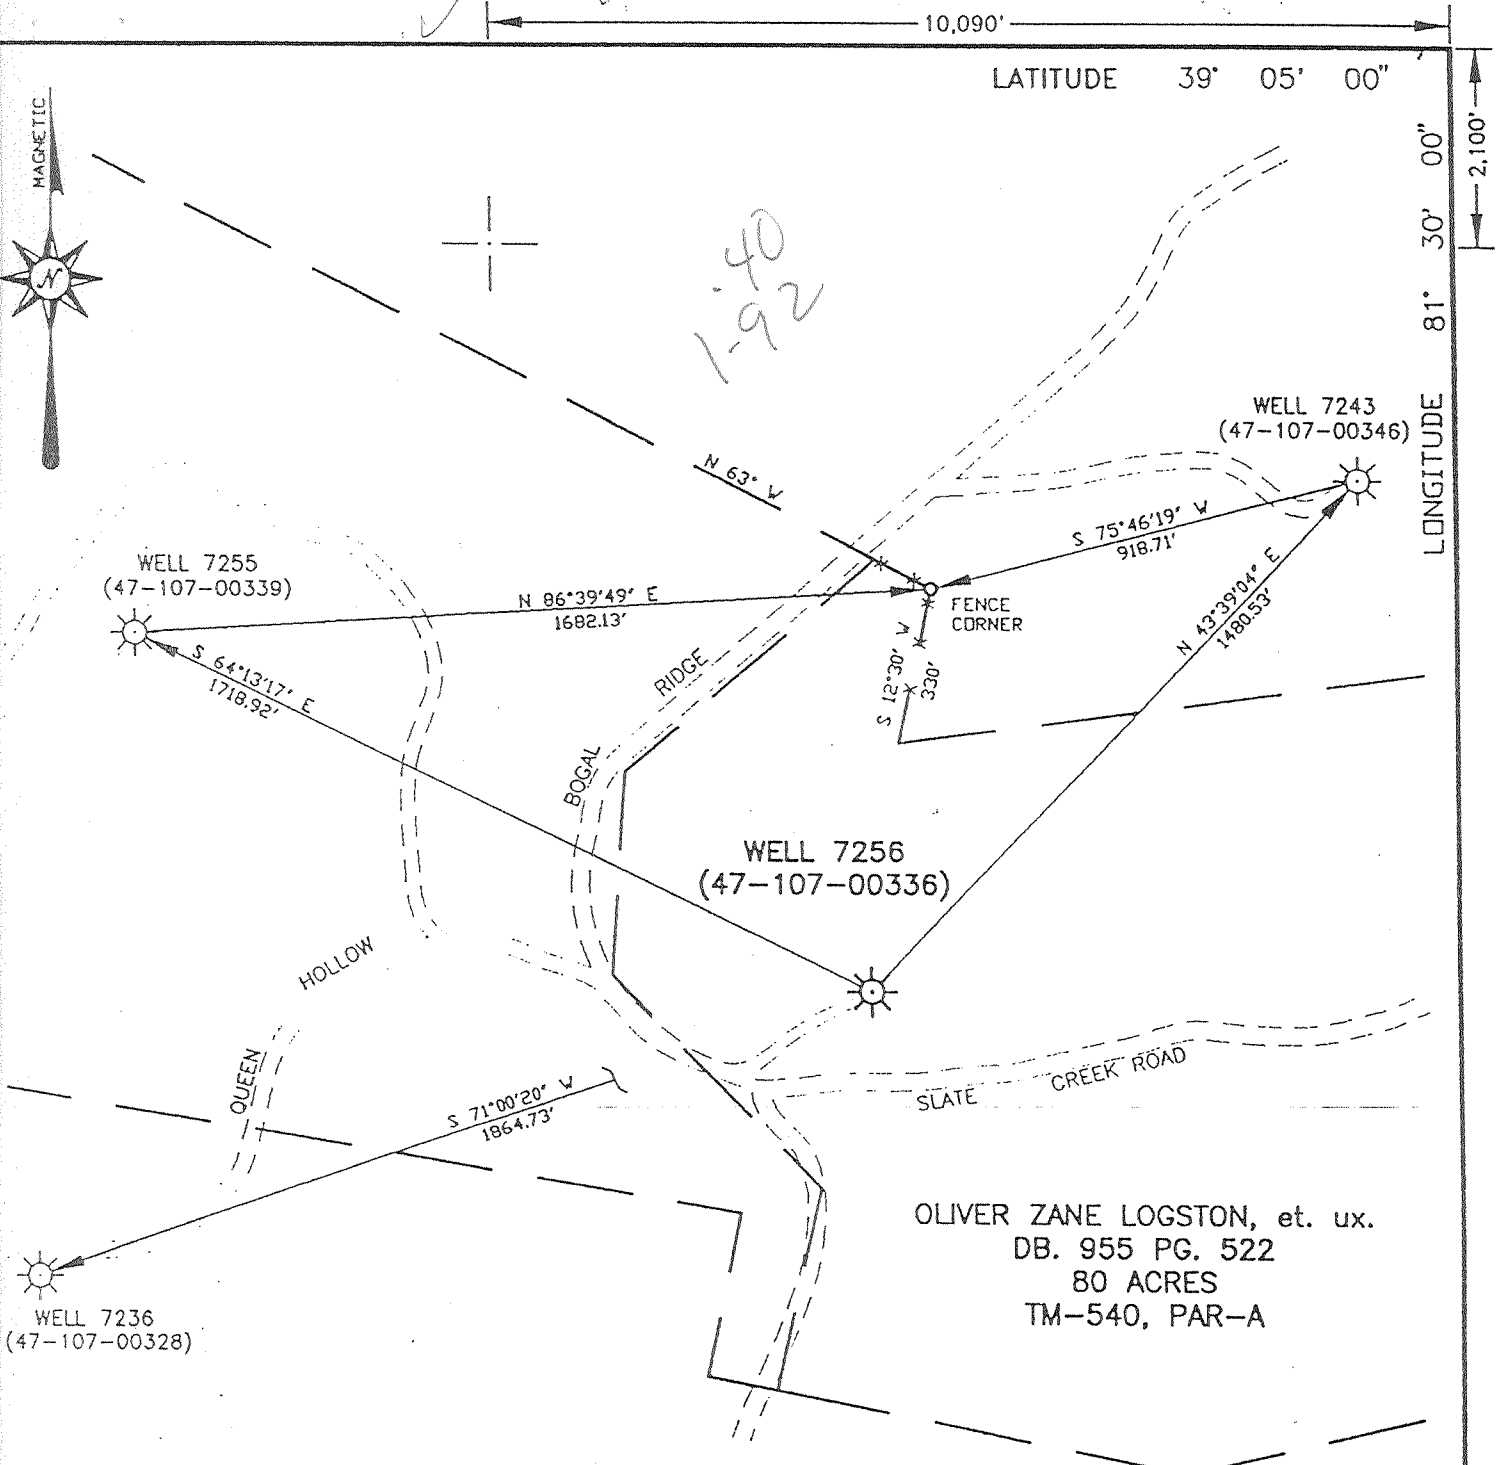 10,090'
LATITUDE 39° 05' 00"
2,100'
LONGITUDE 81° 30' 00"
MAGNETIC
N
.40
1-92
N 63° W
WELL 7243
(47-107-00346)
S 75°46'19" W
918.71'
WELL 7255
(47-107-00339)
N 86°39'49" E
1682.13'
FENCE
CORNER
N 43°39'04" E
1480.53'
S 64°13'17" E
1718.92'
S 12°30' W
330'
BOGAL RIDGE
WELL 7256
(47-107-00336)
QUEEN HOLLOW
SLATE CREEK ROAD
S 71°00'20" W
1864.73'
OLIVER ZANE LOGSTON, et. ux.
DB. 955 PG. 522
80 ACRES
TM-540, PAR-A
WELL 7236
(47-107-00328)